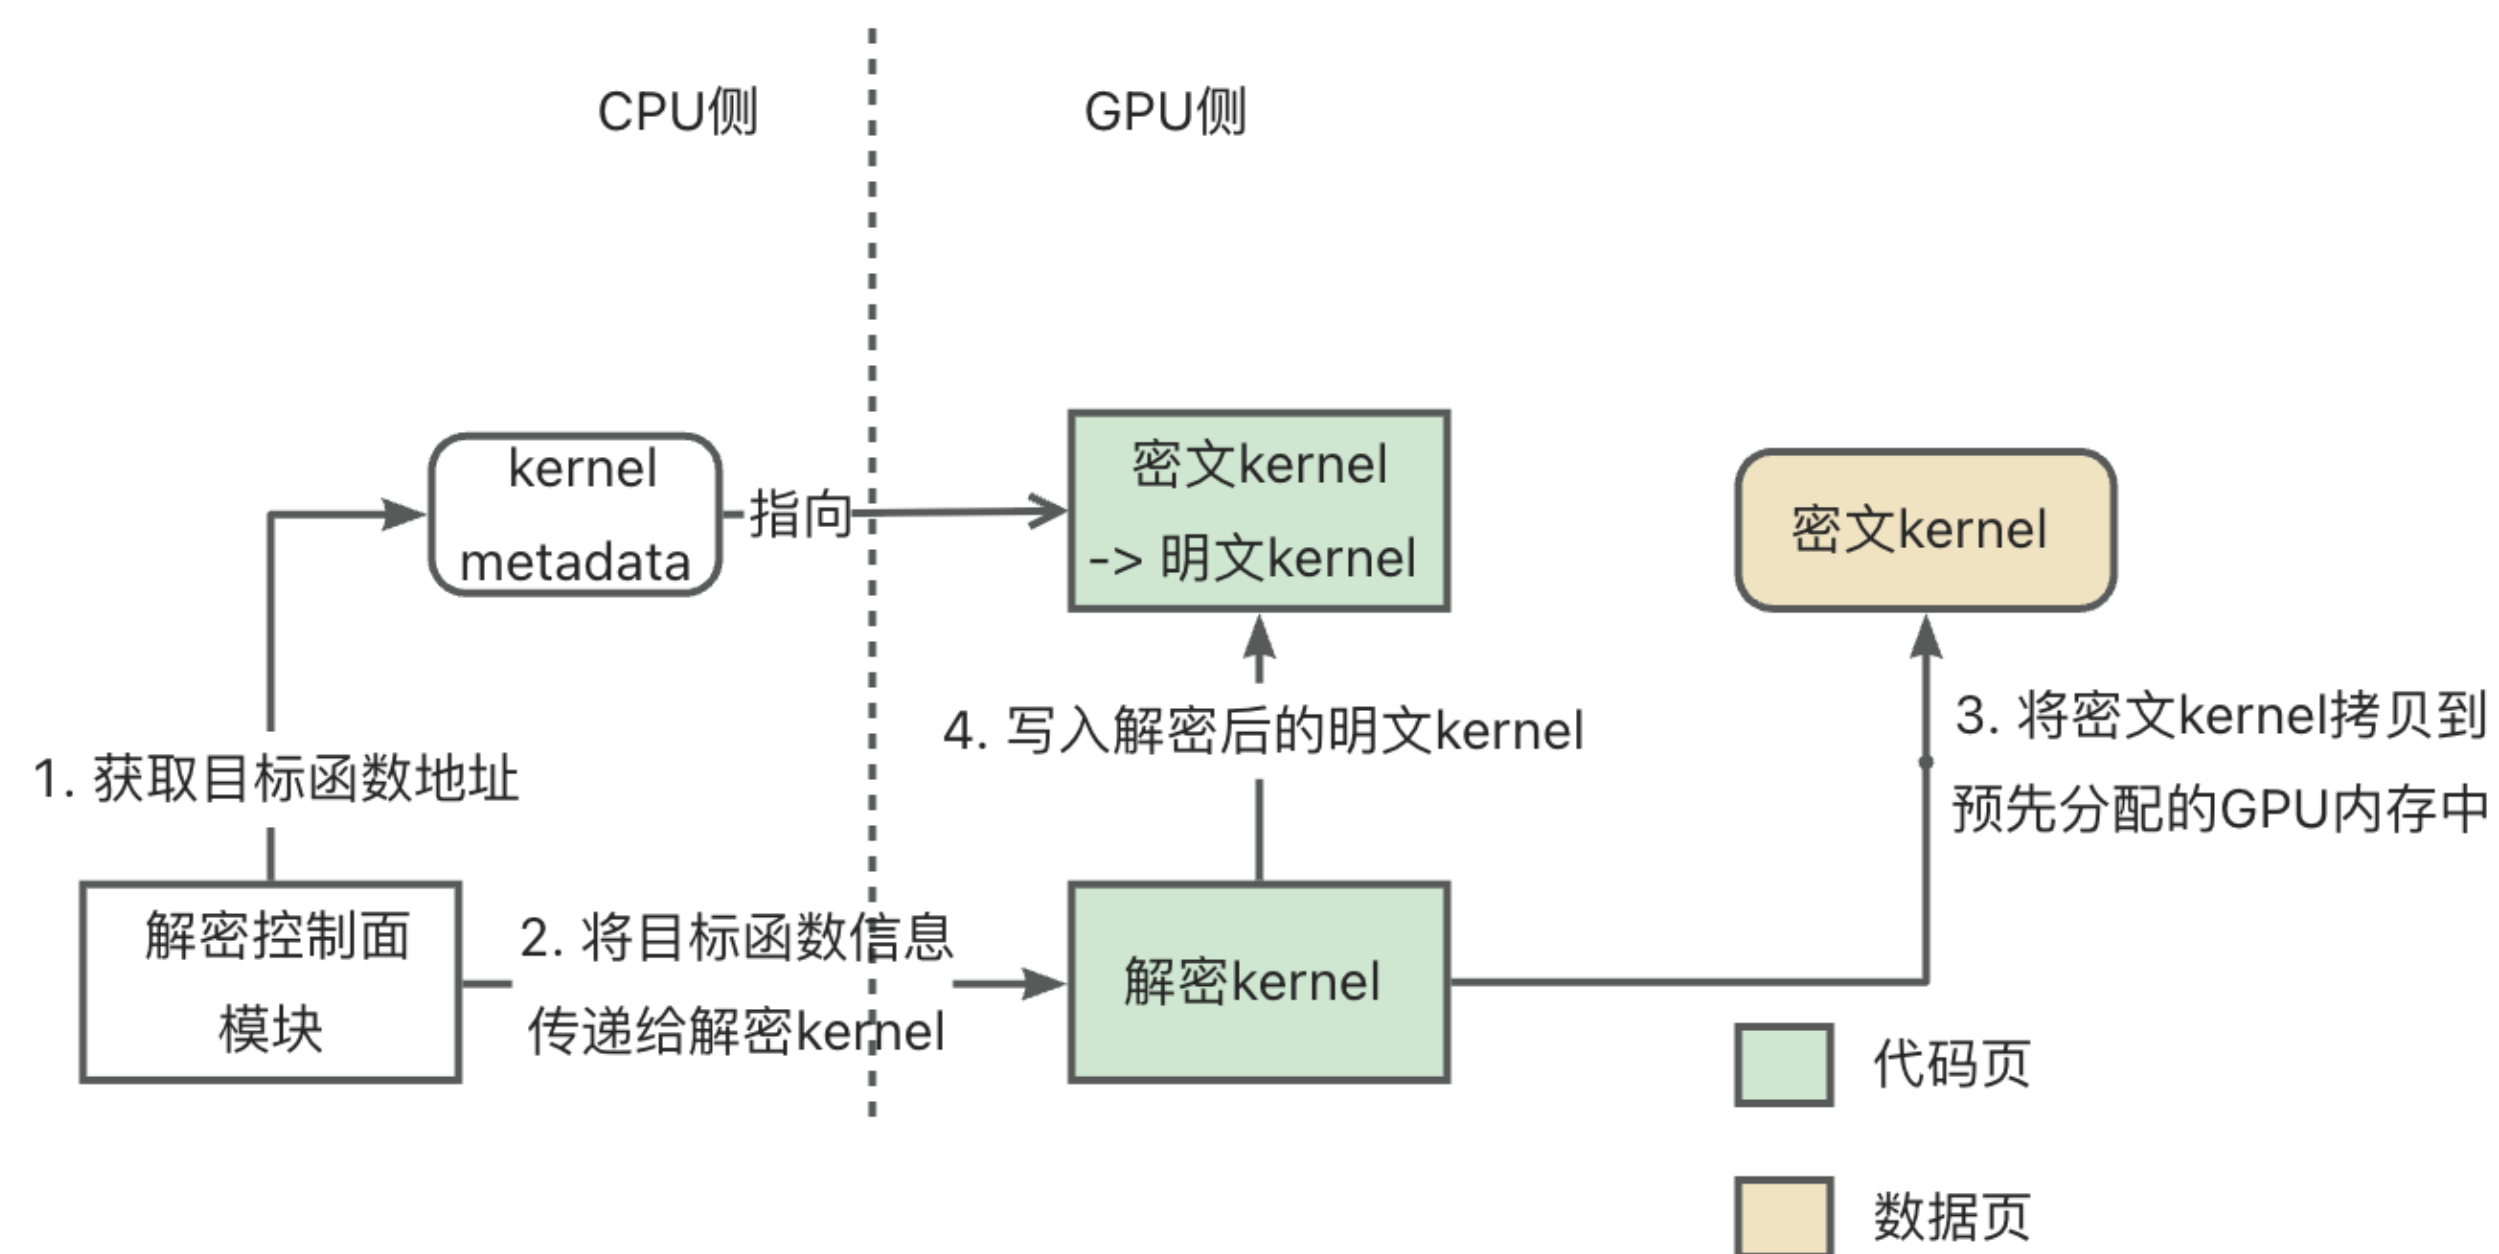 CPU侧
GPU侧
kernel
metadata
指向
密文kernel
-> 明文kernel
密文kernel
1. 获取目标函数地址
4. 写入解密后的明文kernel
3. 将密文kernel拷贝到
预先分配的GPU内存中
解密控制面
模块
2. 将目标函数信息
传递给解密kernel
解密kernel
代码页
数据页